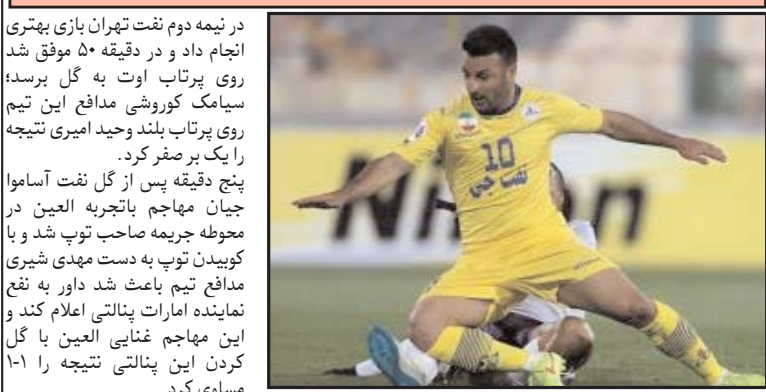 در نیمه دوم نفت تهران بازی بهتری
انجام داد و در دقیقه ۵۰ موفق شد
روی پرتاب اوت به گل برسد؛
سیامک کوروشی مدافع این تیم
روی پرتاب بلند وحید امیری نتیجه
را یک بر صفر کرد.
پنج دقیقه پس از گل نفت آساموا
جیان مهاجم باتجربه العین در
محوطه جریمه صاحب توپ شد و با
کوبیدن توپ به دست مهدی شیری
مدافع تیم باعث شد داور به نفع
نماینده امارات پنالتی اعلام کند و
این مهاجم غنایی العین با گل
کردن این پنالتی نتیجه را ۱-۱
مساوی کرد.
10
نفت جی